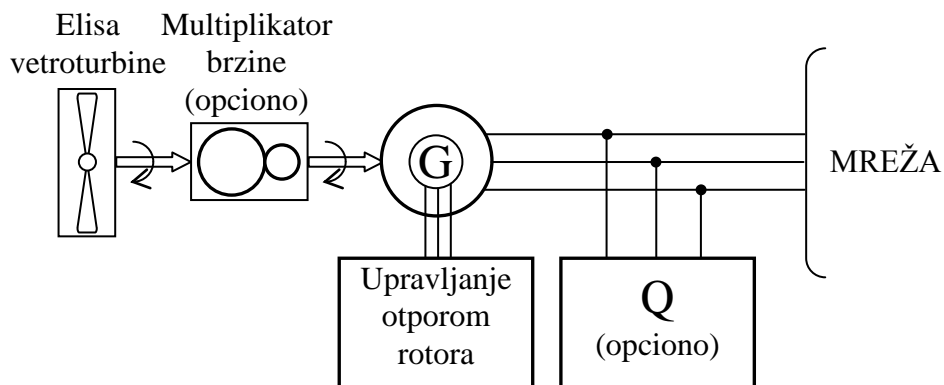 Elisa
vetroturbine
Multiplikator
brzine
(opciono)
G
MREŽA
Upravljanje
otporom
rotora
Q
(opciono)